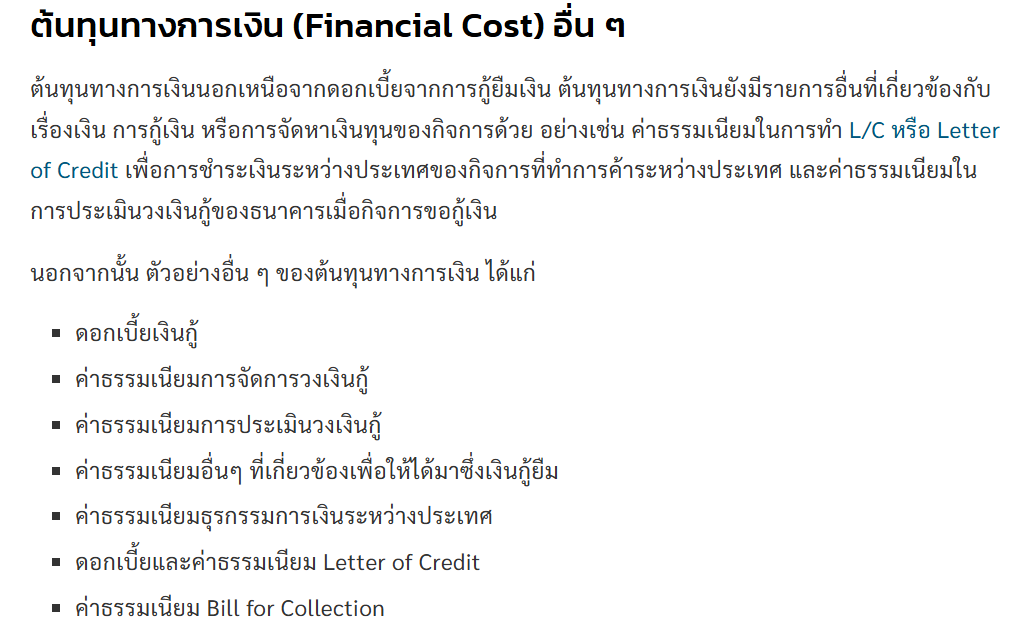 ต้นทุนทางการเงิน (Financial Cost) อื่น ๆ
ต้นทุนทางการเงินนอกเหนือจากดอกเบี้ยจากการกู้ยืมเงิน ต้นทุนทางการเงินยังมีรายการอื่นที่เกี่ยวข้องกับ
เรื่องเงิน การกู้เงิน หรือการจัดหาเงินทุนของกิจการด้วย อย่างเช่น ค่าธรรมเนียมในการทำ L/C หรือ Letter
of Credit เพื่อการชำระเงินระหว่างประเทศของกิจการที่ทำการค้าระหว่างประเทศ และค่าธรรมเนียมใน
การประเมินวงเงินกู้ของธนาคารเมื่อกิจการขอกู้เงิน
นอกจากนั้น ตัวอย่างอื่น ๆ ของต้นทุนทางการเงิน ได้แก่
▪ ดอกเบี้ยเงินกู้
▪ ค่าธรรมเนียมการจัดการวงเงินกู้
▪ ค่าธรรมเนียมการประเมินวงเงินกู้
▪ ค่าธรรมเนียมอื่นๆ ที่เกี่ยวข้องเพื่อให้ได้มาซึ่งเงินกู้ยืม
▪ ค่าธรรมเนียมธุรกรรมการเงินระหว่างประเทศ
▪ ดอกเบี้ยและค่าธรรมเนียม Letter of Credit
▪ ค่าธรรมเนียม Bill for Collection